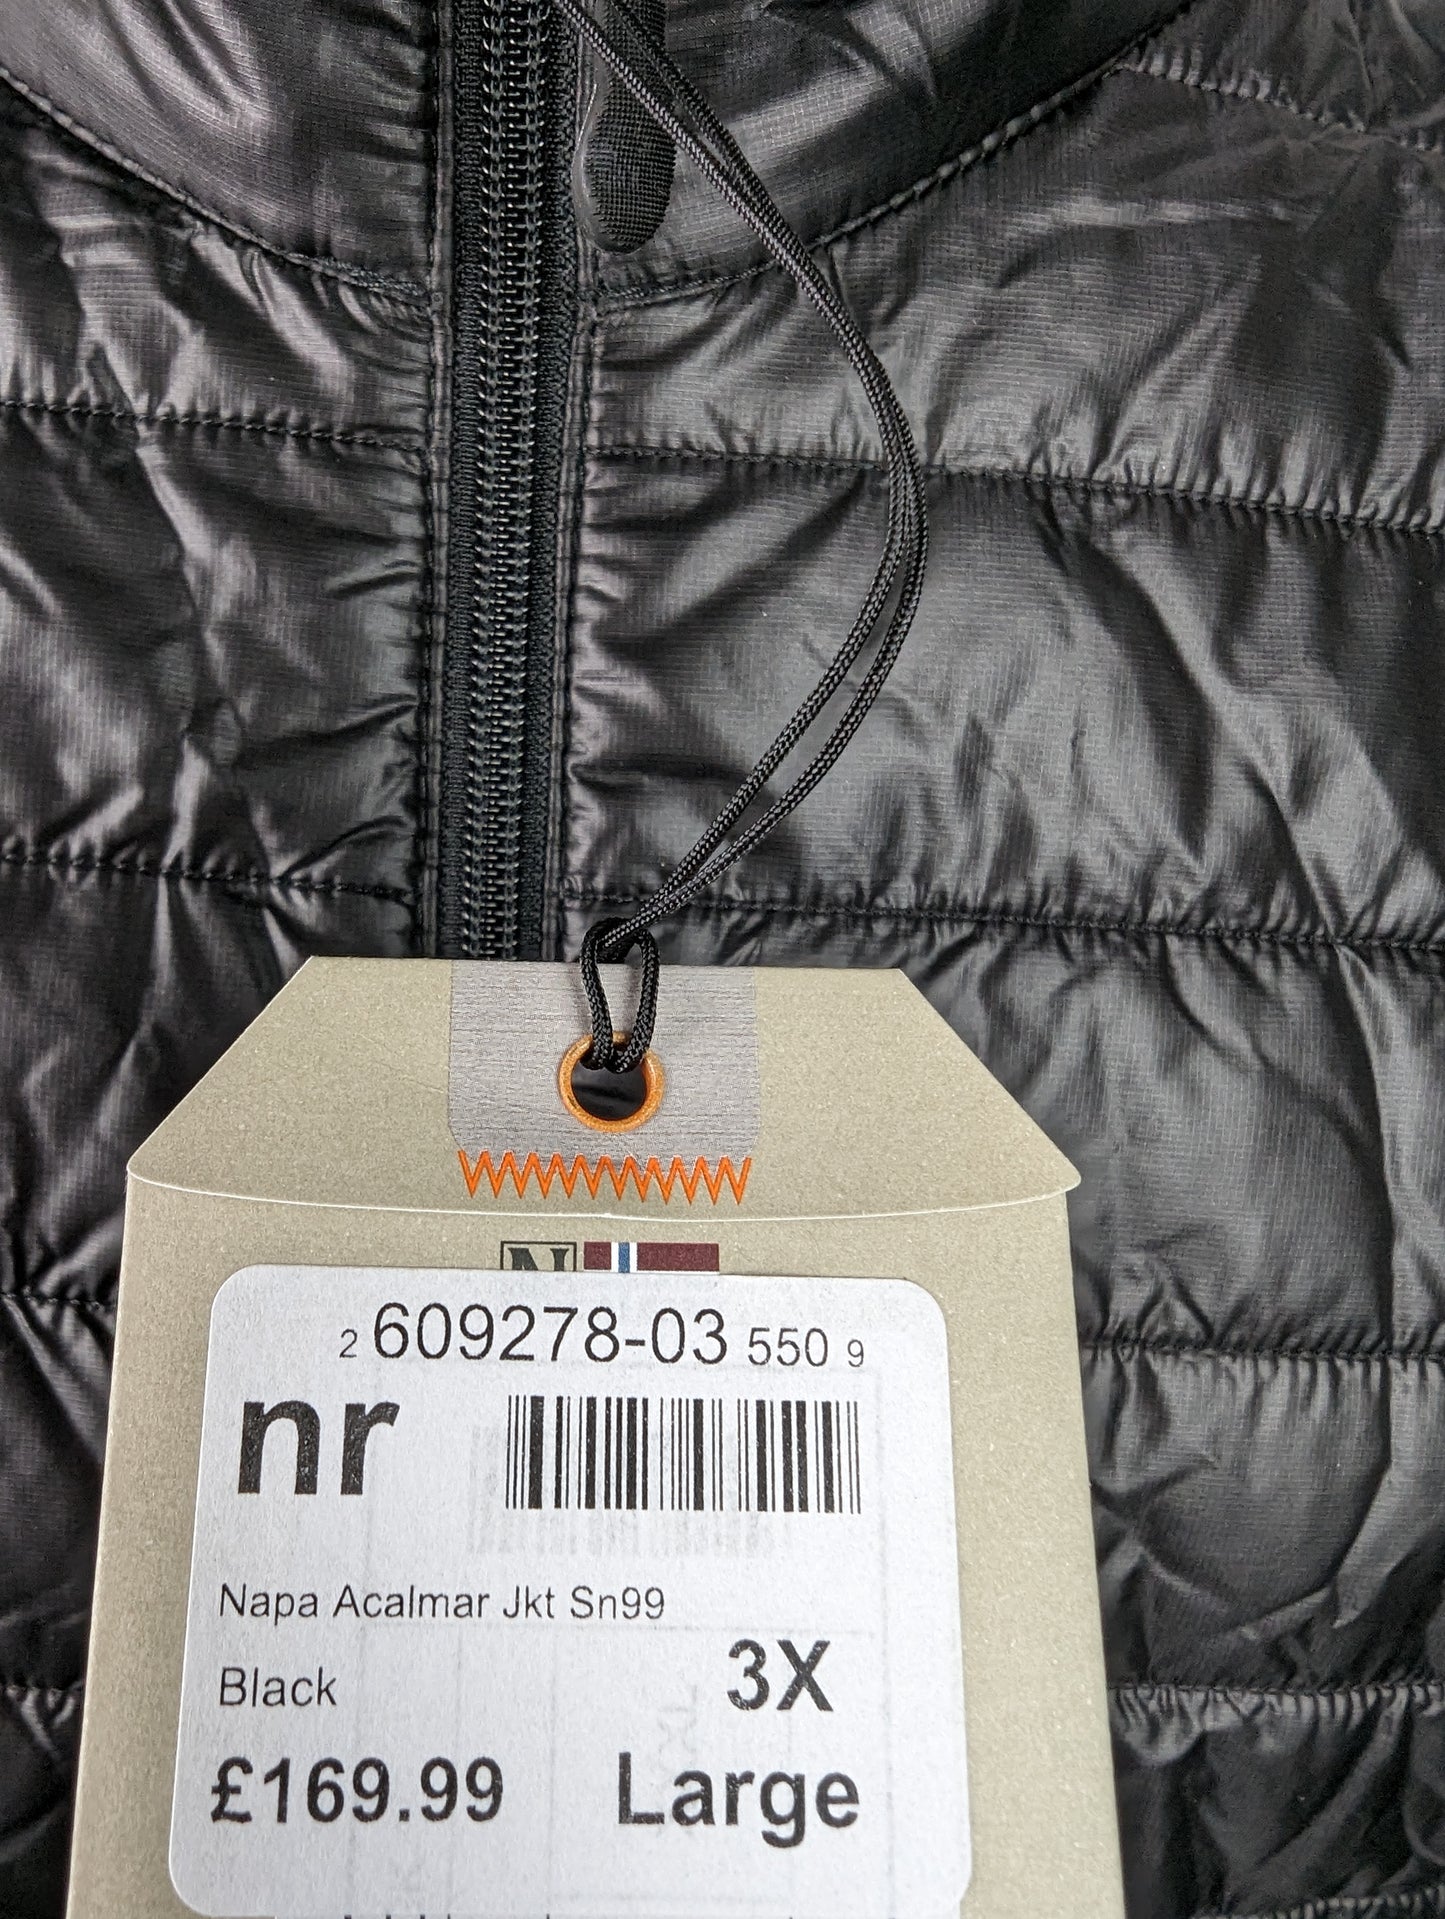 N
2 609278-03 550 9
nr
Napa Acalmar Jkt Sn99
Black
3X
£169.99
Large